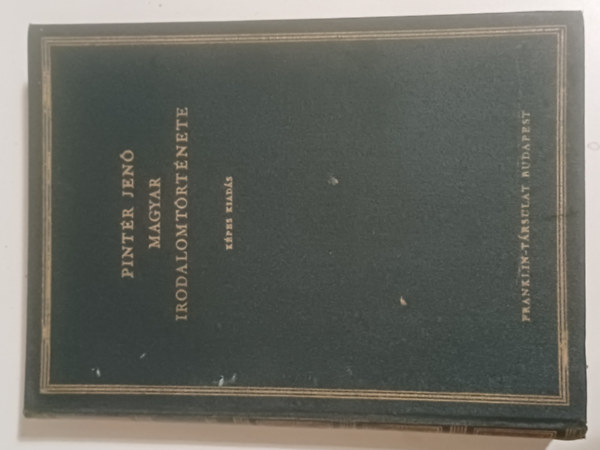 PINTÉR JENŐ
MAGYAR
IRODALOMTÖRTÉNETE
KÉPES KIADÁS
FRANKLIN-TÁRSULAT BUDAPEST